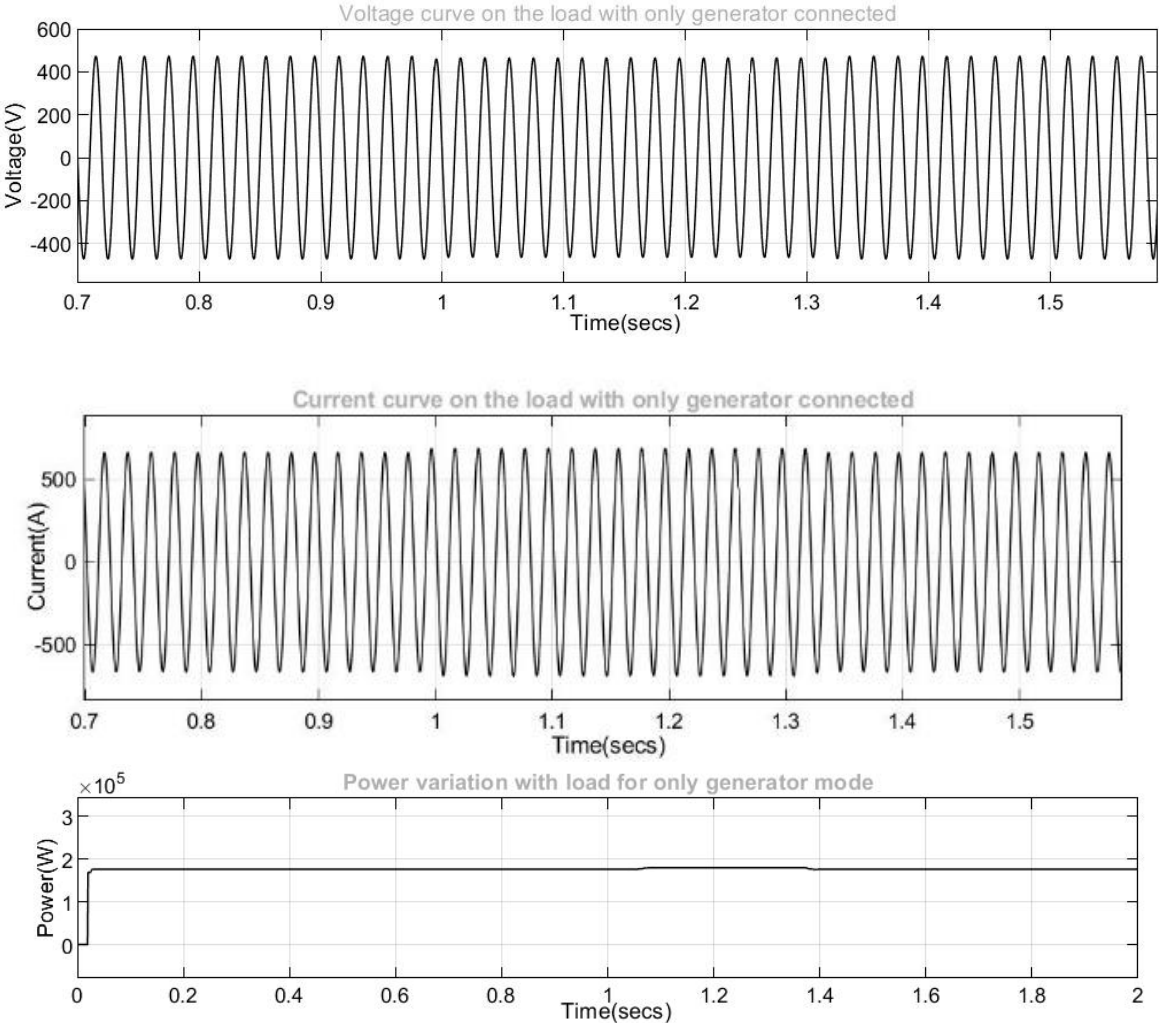 Voltage curve on the load with only generator connected
600
400
200
0
-200
-400
Voltage(V)
0.7 0.8 0.9 1 1.1 1.2 1.3 1.4 1.5
Time(secs)
Current curve on the load with only generator connected
500
0
-500
Current(A)
0.7 0.8 0.9 1 1.1 1.2 1.3 1.4 1.5
Time(secs)
Power variation with load for only generator mode
×10⁵
3
2
1
0
Power(W)
0 0.2 0.4 0.6 0.8 1 1.2 1.4 1.6 1.8 2
Time(secs)